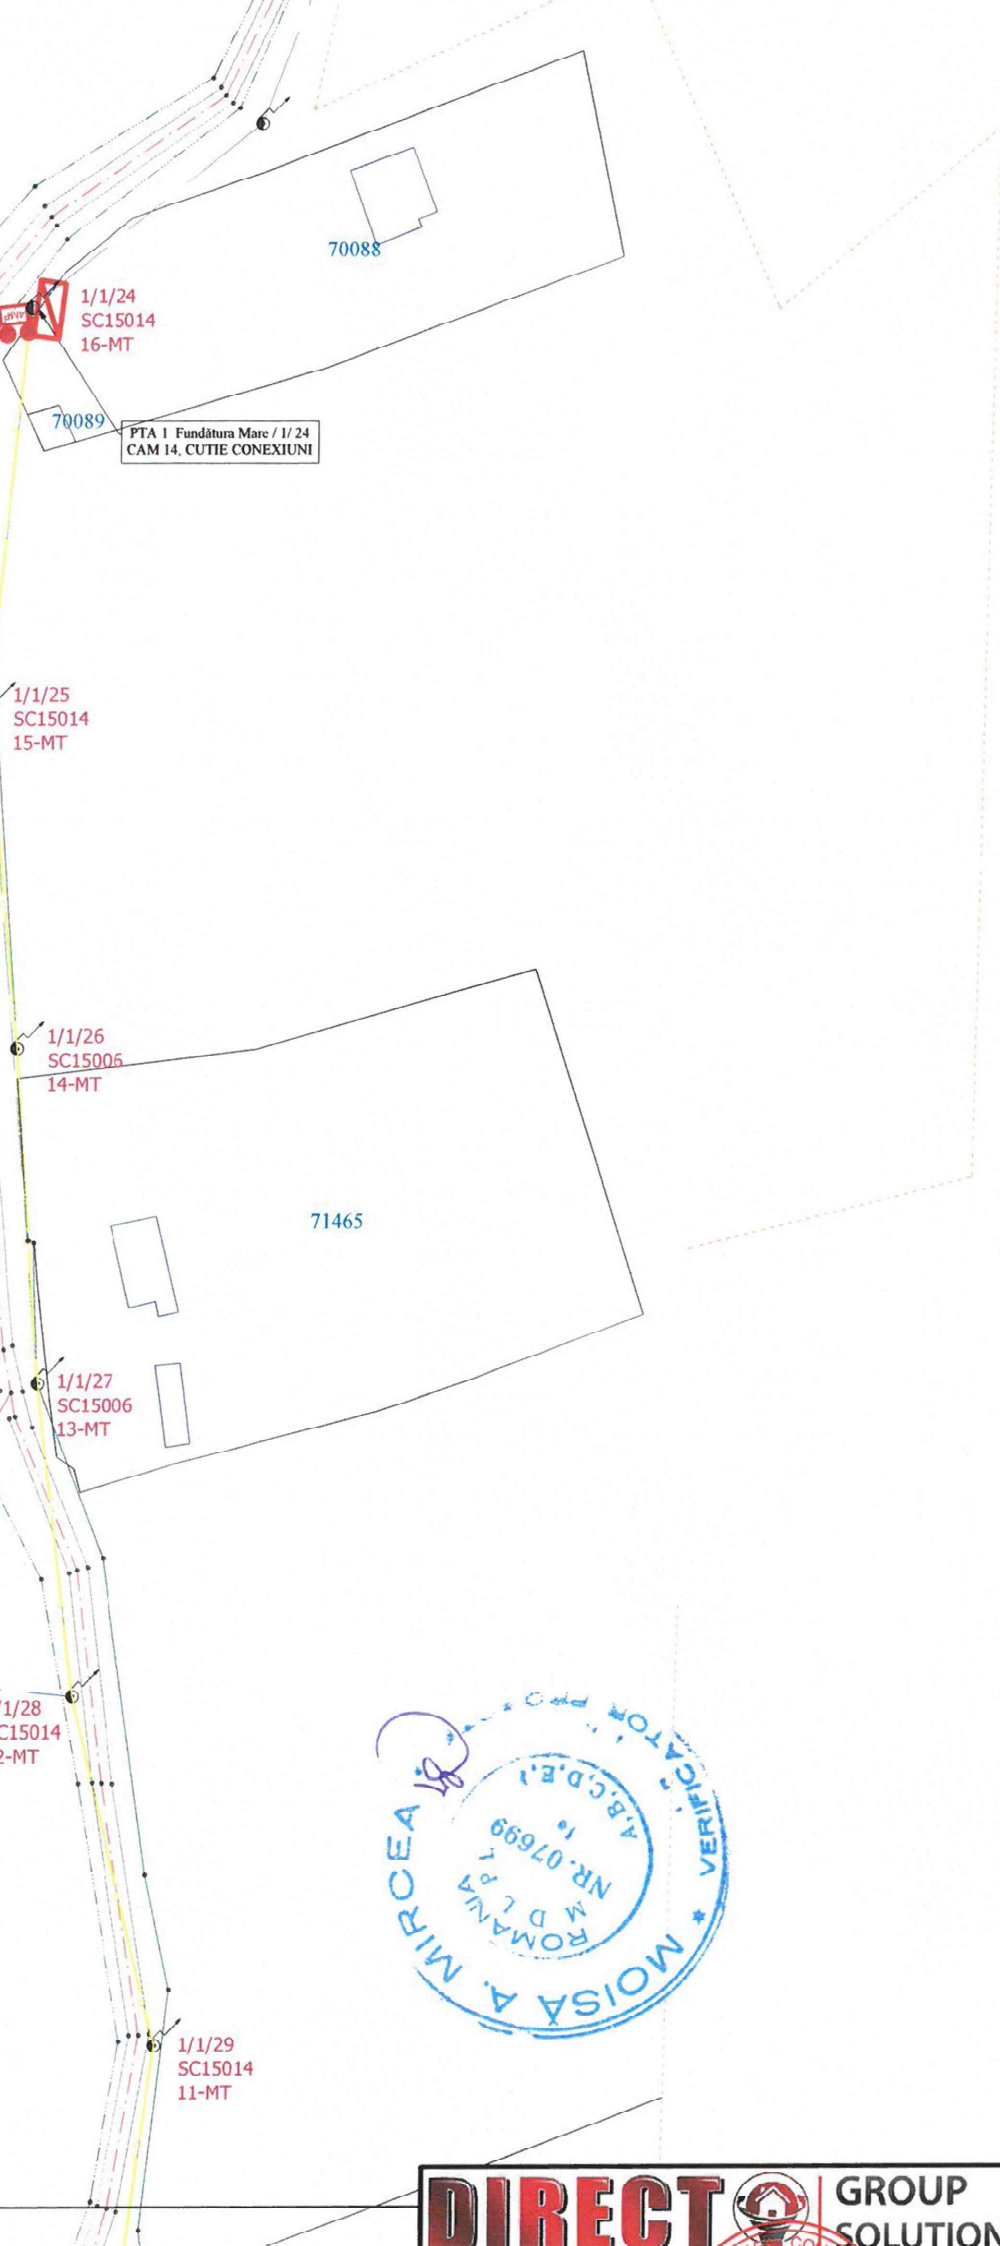 70088
1/1/24
SC15014
16-MT
70089
PTA 1 Fundătura Mare / 1/ 24
CAM 14, CUTIE CONEXIUNI
1/1/25
SC15014
15-MT
1/1/26
SC15006
14-MT
71465
1/1/27
SC15006
13-MT
1/28
C15014
2-MT
VERIFICATOR
A,B,C,D,E,
NR. 07699
M D L P L
ROMANIA
MOISĂ A. MIRCEA
1/1/29
SC15014
11-MT
DIRECT
GROUP
SOLUTION